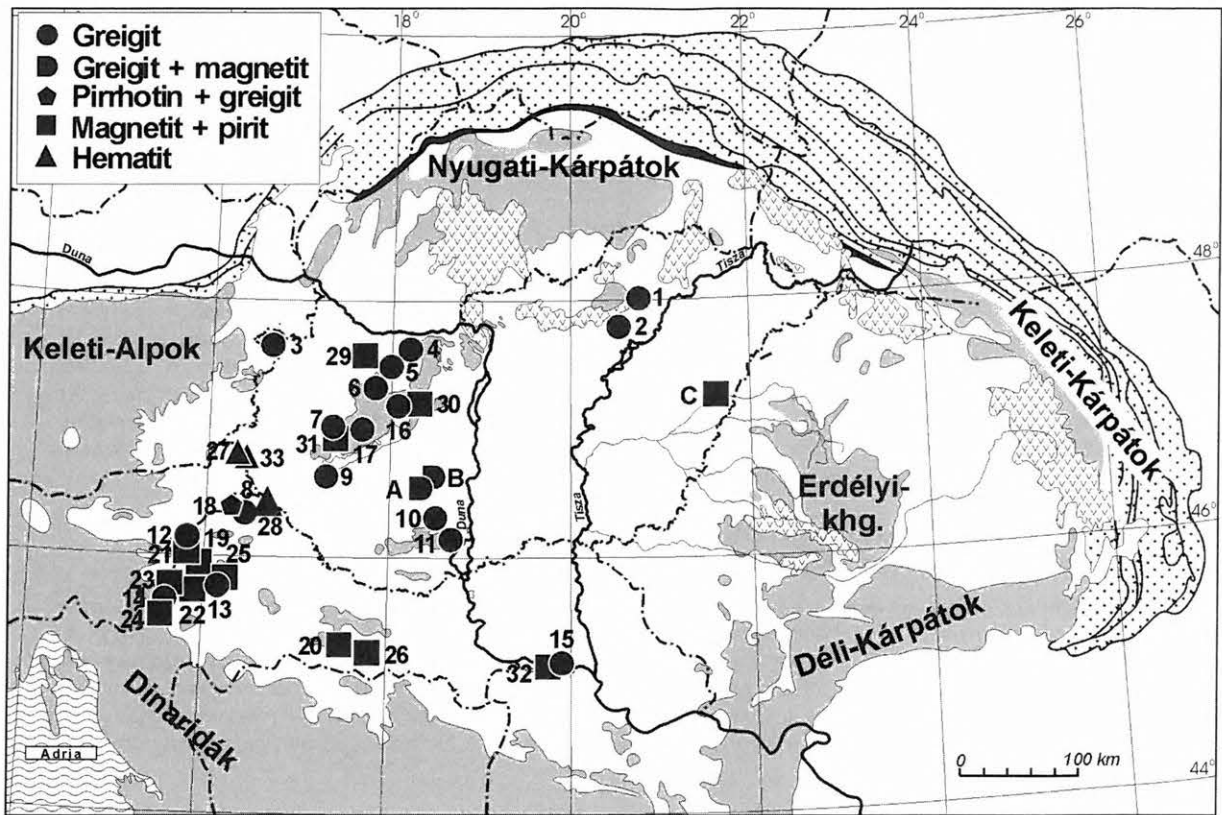 18°
20°
22°
24°
26°
Greigit
Greigit + magnetit
Pirrhotin + greigit
Magnetit + pirit
Hematit
Nyugati-Kárpátok
Duna
Tisza
48°
1
2
Keleti-Alpok
3
29
4
5
6
Keleti-Kárpátok
C
30
7
16
31
17
27
33
9
A
B
Erdélyi-
khg.
8
18
28
10
Duna
Tisza
46°
12
19
11
21
25
23
14
13
24
22
Déli-Kárpátok
20
26
15
32
Dinaridák
Adria
0
100 km
44°